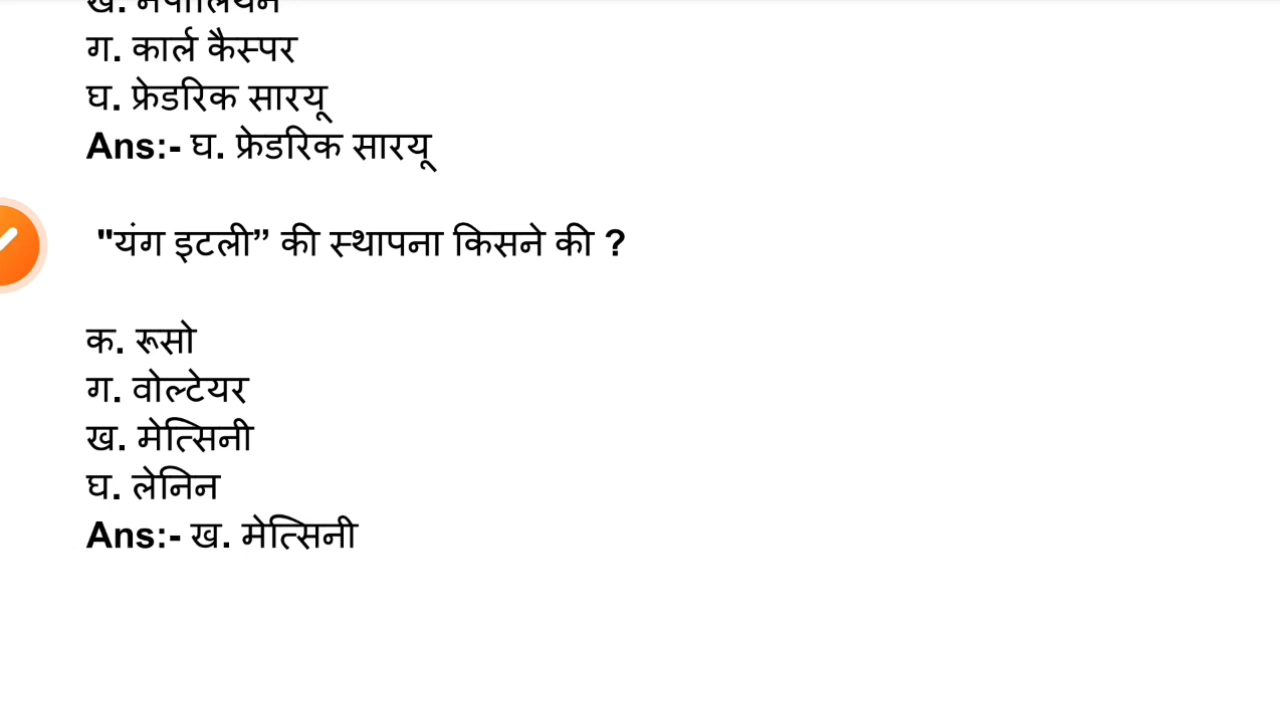 ग. कार्ल कैस्पर
घ. फ्रेडरिक सारयू
Ans:- घ. फ्रेडरिक सारयू
"यंग इटली” की स्थापना किसने की ?
क. रूसो
ग. वोल्टेयर
ख. मेत्सिनी
घ. लेनिन
Ans:- ख. मेत्सिनी